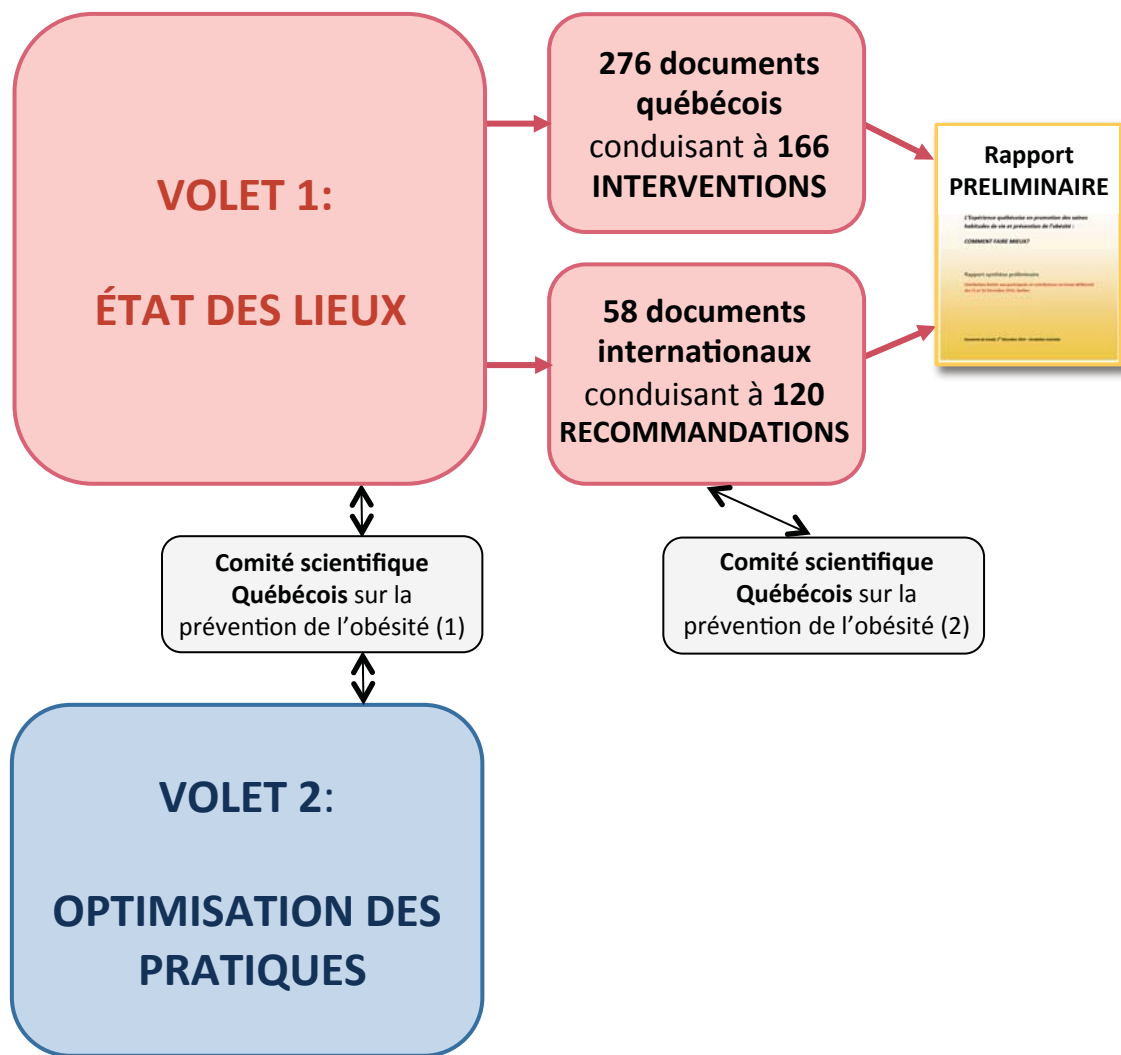 VOLET 1:
ÉTAT DES LIEUX
276 documents
québécois
conduisant à 166
INTERVENTIONS
58 documents
internationaux
conduisant à 120
RECOMMANDATIONS
Rapport
PRELIMINAIRE
L'Expérience québécoise en promotion des saines
habitudes de vie et prévention de l'obésité :
COMMENT FAIRE MIEUX?
Rapport synthèse préliminaire
Comité scientifique
Québécois sur la
prévention de l'obésité (1)
Comité scientifique
Québécois sur la
prévention de l'obésité (2)
VOLET 2:
OPTIMISATION DES
PRATIQUES